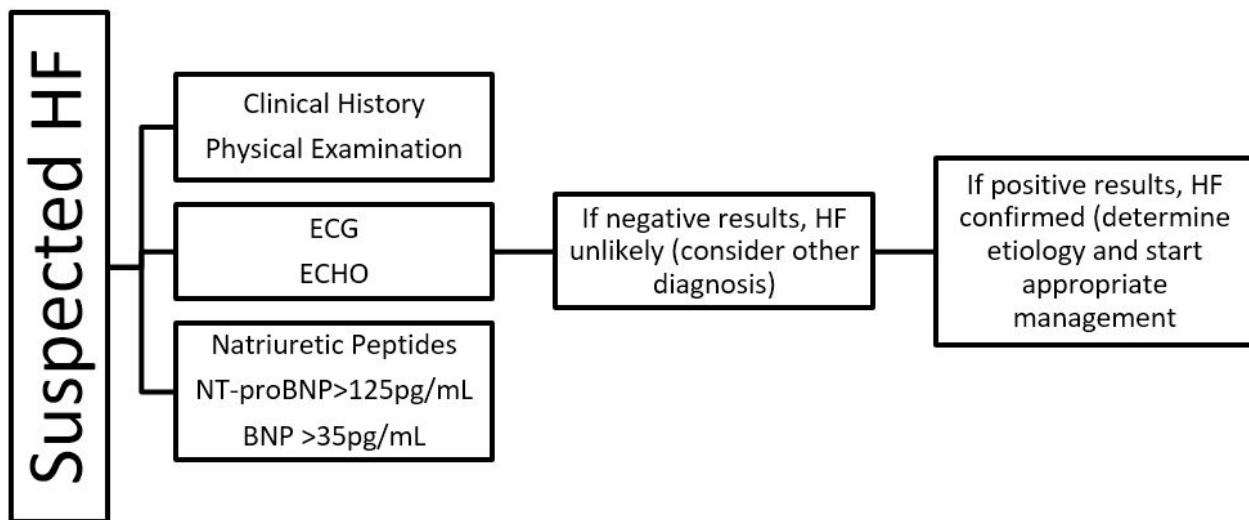 Suspected HF
Clinical History
Physical Examination
ECG
ECHO
Natriuretic Peptides
NT-proBNP>125pg/mL
BNP >35pg/mL
If negative results, HF
unlikely (consider other
diagnosis)
If positive results, HF
confirmed (determine
etiology and start
appropriate
management